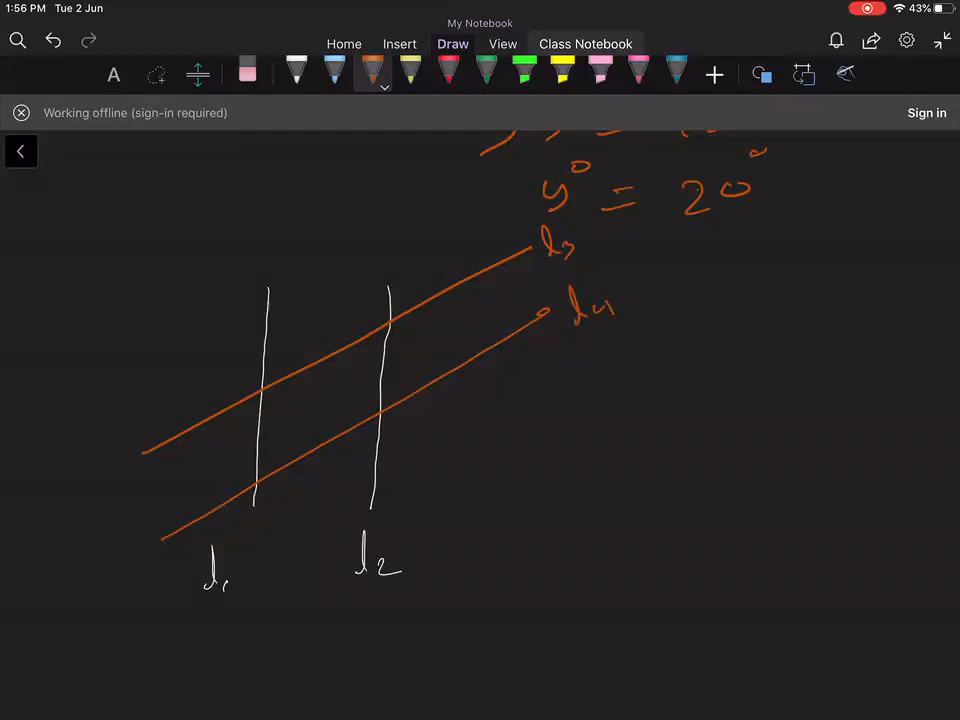 1:56 PM Tue 2 Jun
43%
My Notebook
Home Insert Draw View Class Notebook
A
Working offline (sign-in required)
Sign in
y° = 20°
l3
l4
l1
l2